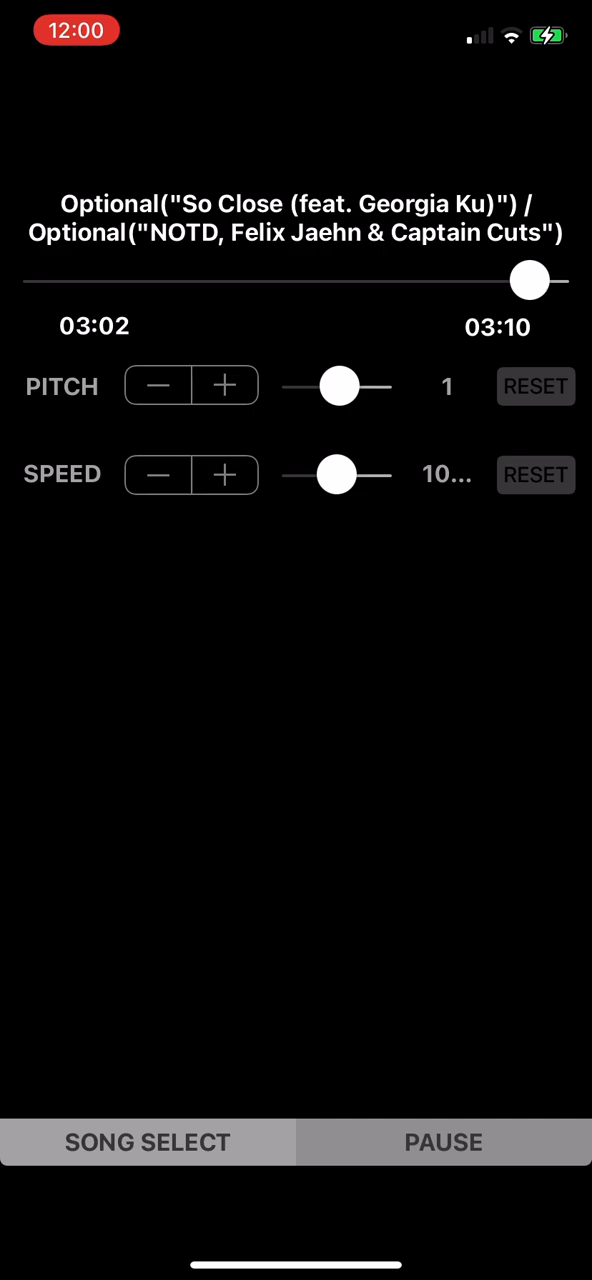 12:00
Optional("So Close (feat. Georgia Ku)") /
Optional("NOTD, Felix Jaehn & Captain Cuts")
03:02 03:10
PITCH − + 1 RESET
SPEED − + 10... RESET
SONG SELECT PAUSE